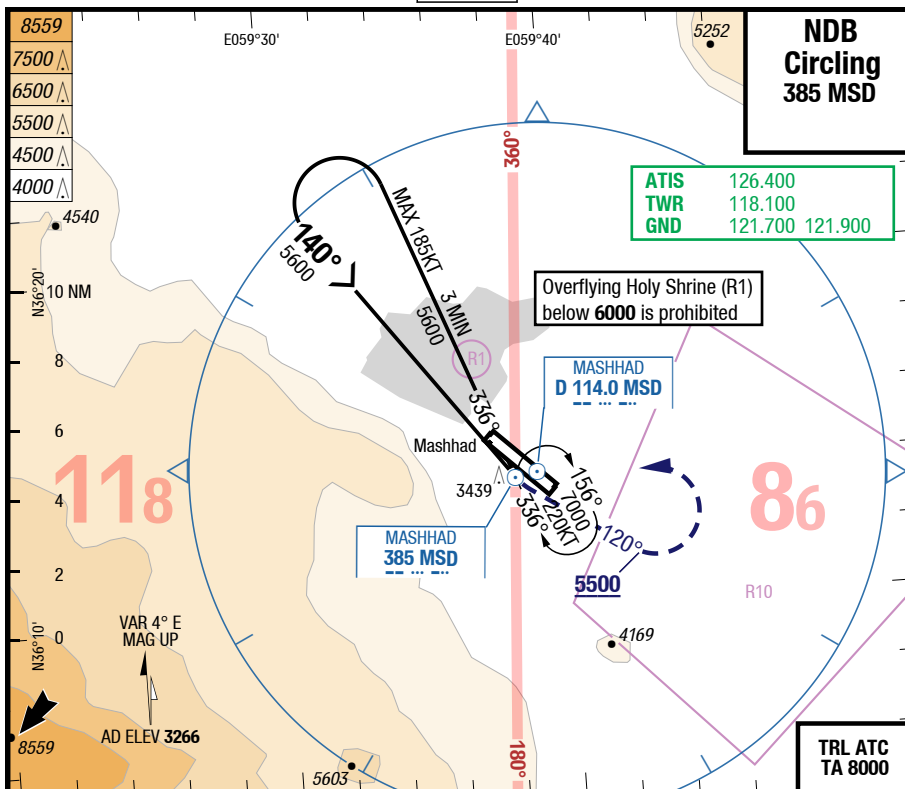 8559
7500
6500
5500
4500
4000
E059°30'
E059°40'
5252
NDB
Circling
385 MSD
360°
ATIS 126.400
TWR 118.100
GND 121.700 121.900
4540
MAX 185KT
140°
5600
3 MIN
5600
N36°20'
10 NM
Overflying Holy Shrine (R1)
below 6000 is prohibited
R1
8
MASHHAD
D 114.0 MSD
336°
6
Mashhad
118
4
3439
156°
7000
220KT
336°
86
MASHHAD
385 MSD
120°
5500
2
R10
VAR 4° E
MAG UP
N36°10'
0
4169
AD ELEV 3266
8559
5603
180°
TRL ATC
TA 8000